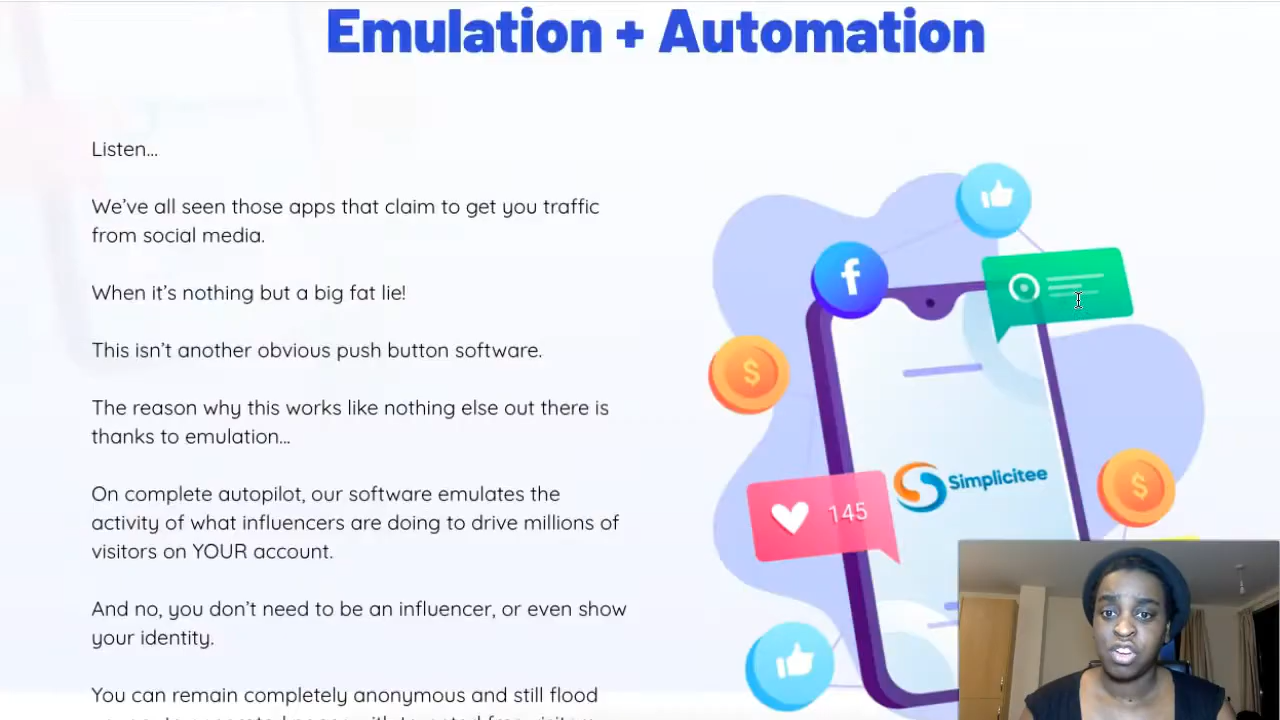 Emulation + Automation
Listen...
We've all seen those apps that claim to get you traffic
from social media.
When it's nothing but a big fat lie!
This isn't another obvious push button software.
The reason why this works like nothing else out there is
thanks to emulation...
On complete autopilot, our software emulates the
activity of what influencers are doing to drive millions of
visitors on YOUR account.
And no, you don't need to be an influencer, or even show
your identity.
You can remain completely anonymous and still flood
f
$
145
Simplicitee
$